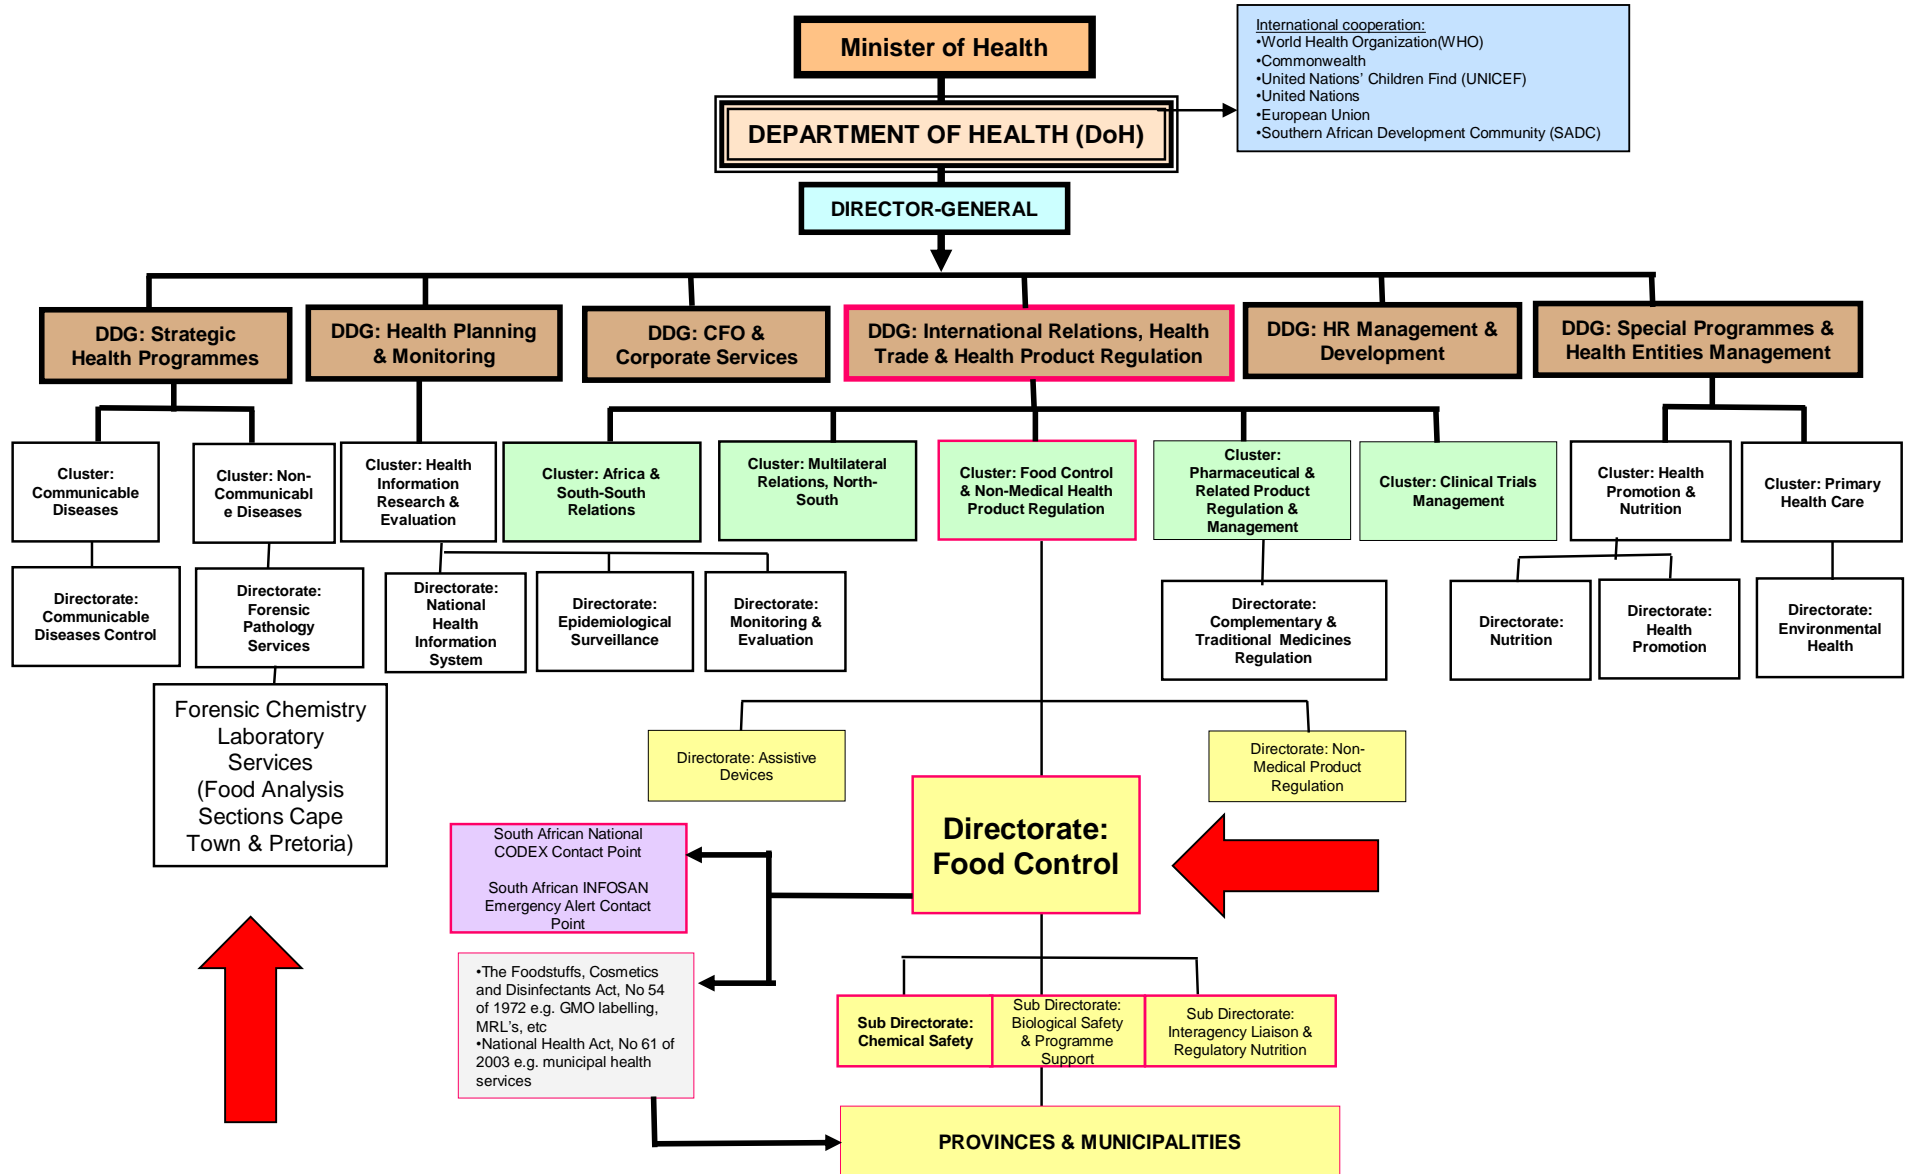 Minister of Health
International cooperation:
•World Health Organization(WHO)
•Commonwealth
•United Nations' Children Find (UNICEF)
•United Nations
•European Union
•Southern African Development Community (SADC)
DEPARTMENT OF HEALTH (DoH)
DIRECTOR-GENERAL
DDG: Strategic
Health Programmes
DDG: Health Planning
& Monitoring
DDG: CFO &
Corporate Services
DDG: International Relations, Health
Trade & Health Product Regulation
DDG: HR Management &
Development
DDG: Special Programmes &
Health Entities Management
Cluster:
Communicable
Diseases
Cluster: Non-
Communicabl
e Diseases
Cluster: Health
Information
Research &
Evaluation
Cluster: Africa &
South-South
Relations
Cluster: Multilateral
Relations, North-
South
Cluster: Food Control
& Non-Medical Health
Product Regulation
Cluster:
Pharmaceutical &
Related Product
Regulation &
Management
Cluster: Clinical Trials
Management
Cluster: Health
Promotion &
Nutrition
Cluster: Primary
Health Care
Directorate:
Communicable
Diseases Control
Directorate:
Forensic
Pathology
Services
Directorate:
National
Health
Information
System
Directorate:
Epidemiological
Surveillance
Directorate:
Monitoring &
Evaluation
Directorate:
Complementary &
Traditional Medicines
Regulation
Directorate:
Nutrition
Directorate:
Health
Promotion
Directorate:
Environmental
Health
Forensic Chemistry
Laboratory
Services
(Food Analysis
Sections Cape
Town & Pretoria)
Directorate: Assistive
Devices
Directorate: Non-
Medical Product
Regulation
Directorate:
Food Control
South African National
CODEX Contact Point
South African INFOSAN
Emergency Alert Contact
Point
•The Foodstuffs, Cosmetics
and Disinfectants Act, No 54
of 1972 e.g. GMO labelling,
MRL's, etc
•National Health Act, No 61 of
2003 e.g. municipal health
services
Sub Directorate:
Chemical Safety
Sub Directorate:
Biological Safety
& Programme
Support
Sub Directorate:
Interagency Liaison &
Regulatory Nutrition
PROVINCES & MUNICIPALITIES